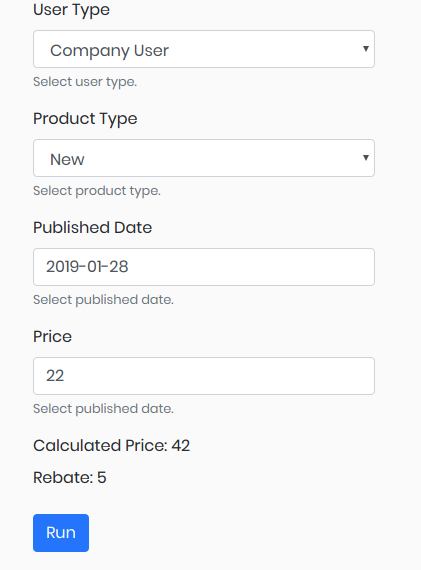 User Type
Company User
Select user type.
Product Type
New
Select product type.
Published Date
2019-01-28
Select published date.
Price
22
Select published date.
Calculated Price: 42
Rebate: 5
Run